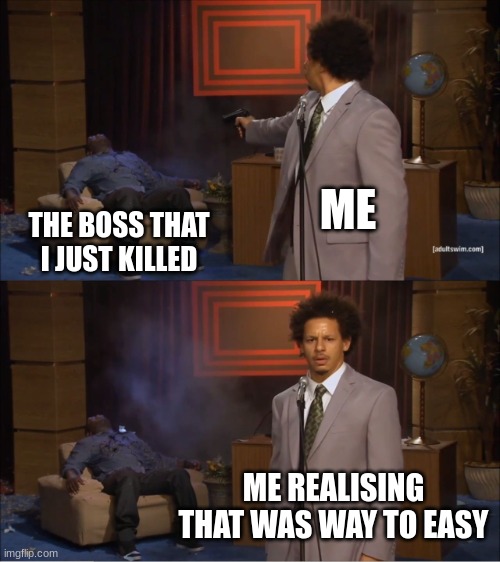 ME
THE BOSS THAT
I JUST KILLED
[adultswim.com]
ME REALISING
THAT WAS WAY TO EASY
imgflip.com